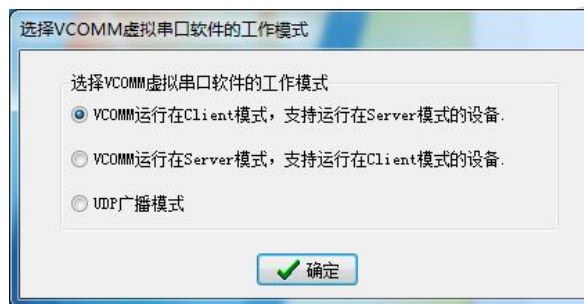 选择VCOMM虚拟串口软件的工作模式
选择VCOMM虚拟串口软件的工作模式
VCOMM运行在Client模式，支持运行在Server模式的设备.
VCOMM运行在Server模式，支持运行在Client模式的设备.
UDP广播模式
确定